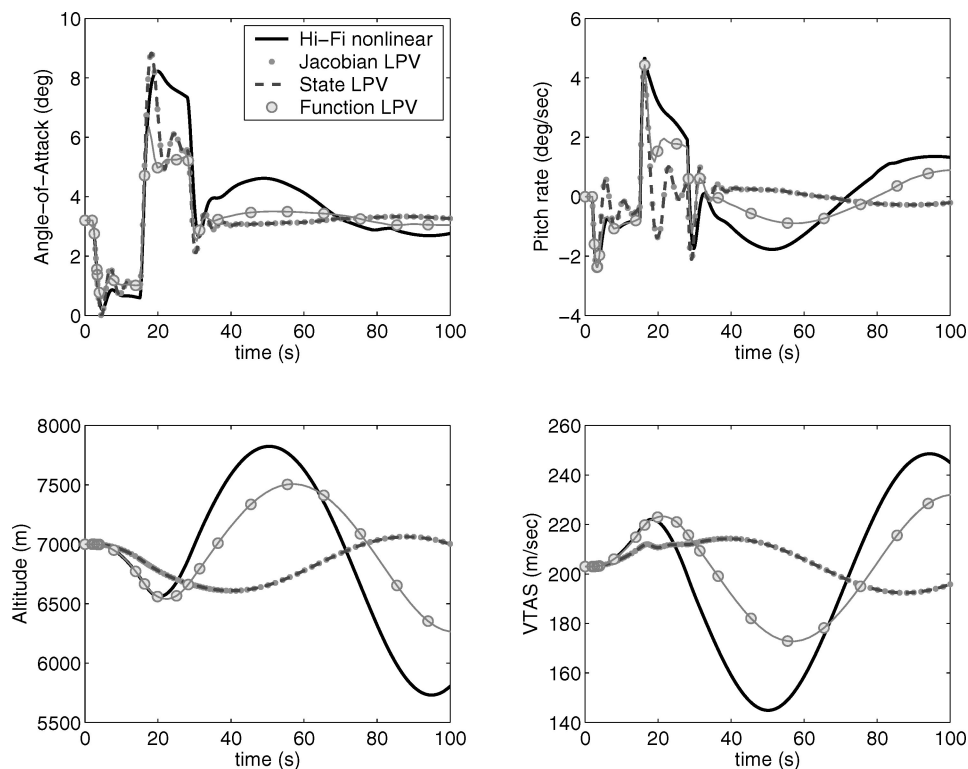 10
8
6
4
2
0
Angle-of-Attack (deg)
Hi-Fi nonlinear
Jacobian LPV
State LPV
Function LPV
0 20 40 60 80 100
time (s)
6
4
2
0
−2
−4
Pitch rate (deg/sec)
0 20 40 60 80 100
time (s)
8000
7500
7000
6500
6000
5500
Altitude (m)
0 20 40 60 80 100
time (s)
260
240
220
200
180
160
140
VTAS (m/sec)
0 20 40 60 80 100
time (s)